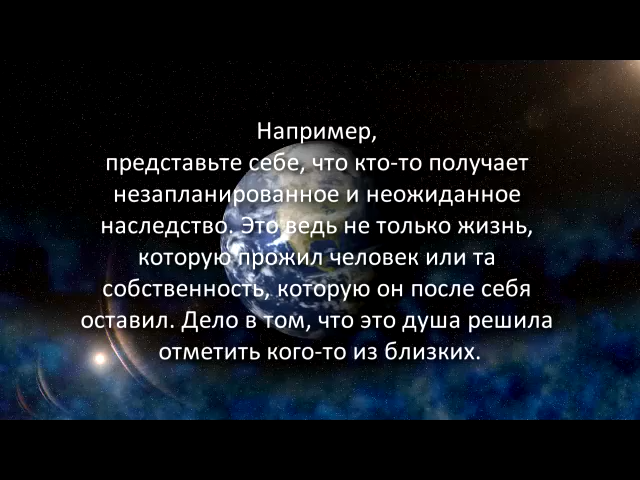 Например,
представьте себе, что кто-то получает
незапланированное и неожиданное
наследство. Это ведь не только жизнь,
которую прожил человек или та
собственность, которую он после себя
оставил. Дело в том, что это душа решила
отметить кого-то из близких.